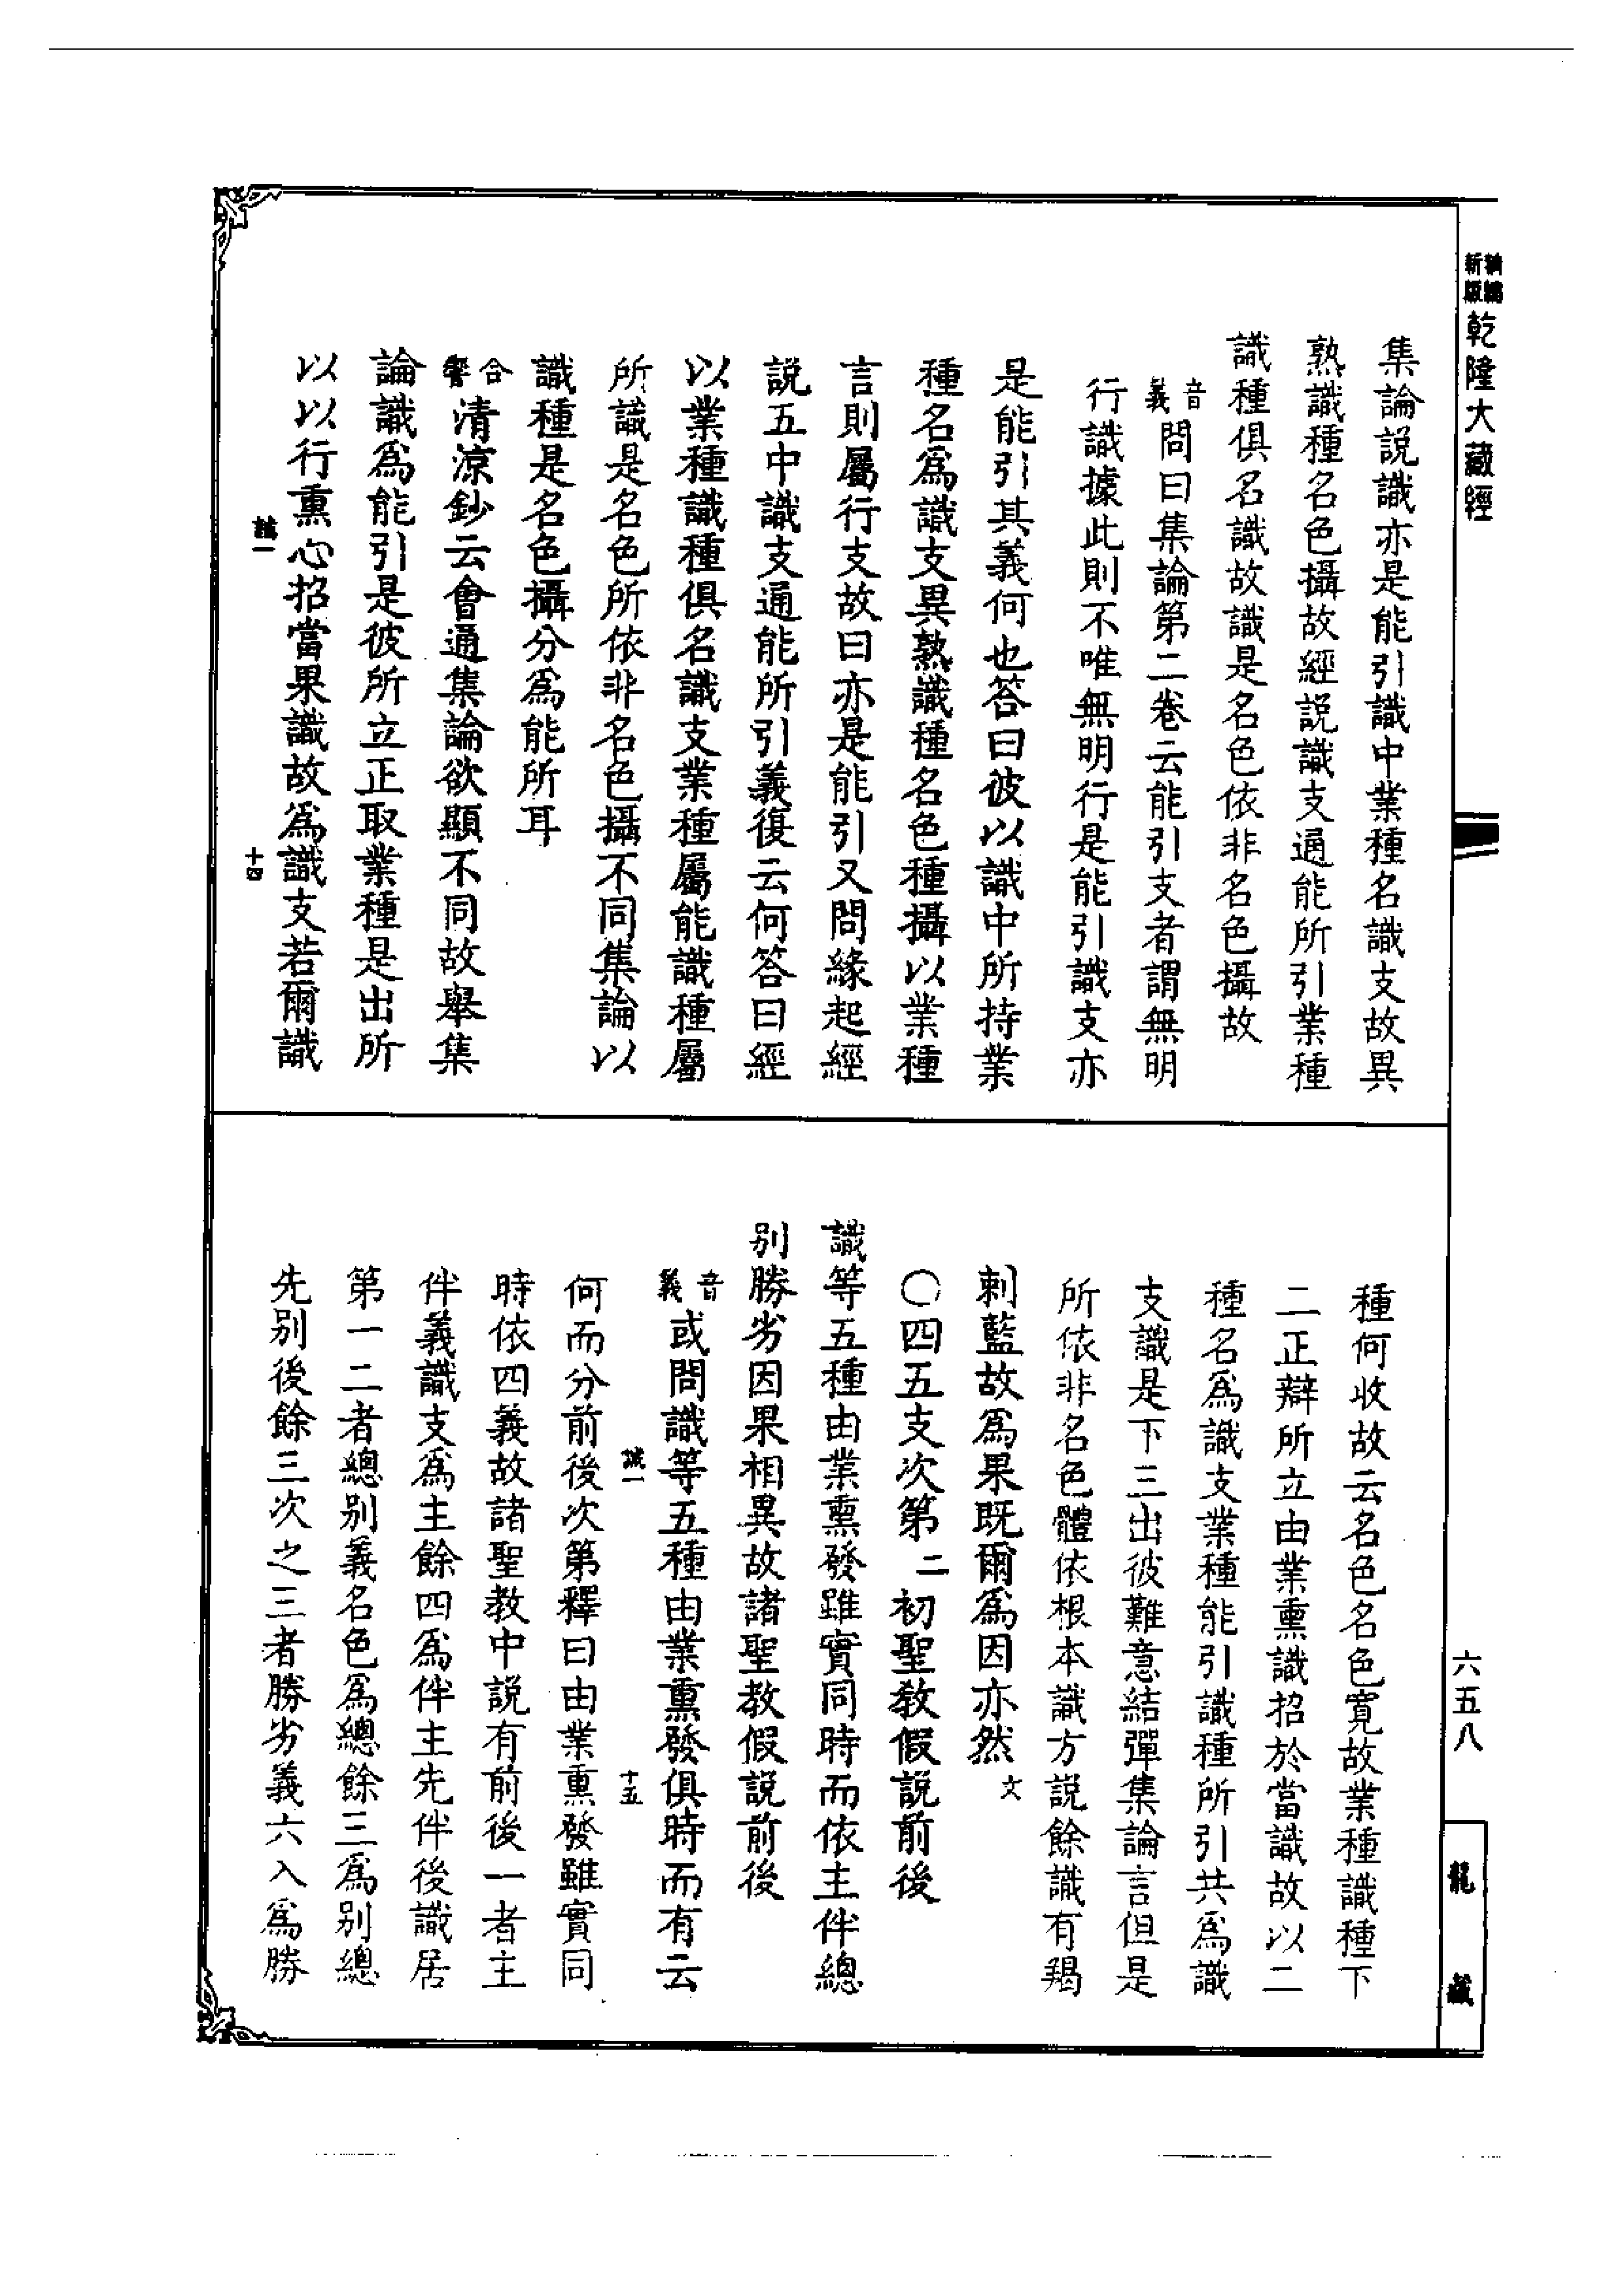 新編縮版乾隆大藏經
集論説識亦是能引識中業種名識支故異
熟識種名色攝故經説識支通能所引業種
識種俱名識故識是名色依非名色攝故
音義問曰集論第二卷云能引支者謂無明
行識據此則不唯無明行是能引識支亦
是能引其義何也答曰彼以識中所持業
種名爲識支異熟識種名色種攝以業種
言則屬行支故曰亦是能引又問緣起經
説五中識支通能所引義復云何答曰經
以業種識種俱名識支業種屬能識種屬
所識是名色所依非名色攝不同集論以
識種是名色攝分爲能所耳
合響清涼鈔云會通集論欲顯不同故舉集
論識爲能引是彼所立正取業種是出所
以以行熏心招當果識故爲識支若爾識
誠一
十四
種何收故云名色名色寬故業種識種下
二正辯所立由業熏識招於當識故以二
種名爲識支業種能引識種所引共爲識
支識是下三出彼難意結彈集論言但是
所依非名色體依根本識方説餘識有羯
刺藍故爲果既爾爲因亦然文
〇四五支次第二初聖教假説前後
識等五種由業熏發雖實同時而依主伴總
别勝劣因果相異故諸聖教假説前後
音義或問識等五種由業熏發俱時而有云
誠一
十五
何而分前後次第釋曰由業熏發雖實同
時依四義故諸聖教中説有前後一者主
伴義識支爲主餘四爲伴主先伴後識居
第一二者總别義名色爲總餘三爲别總
先别後餘三次之三者勝劣義六入爲勝
六五八
龍藏